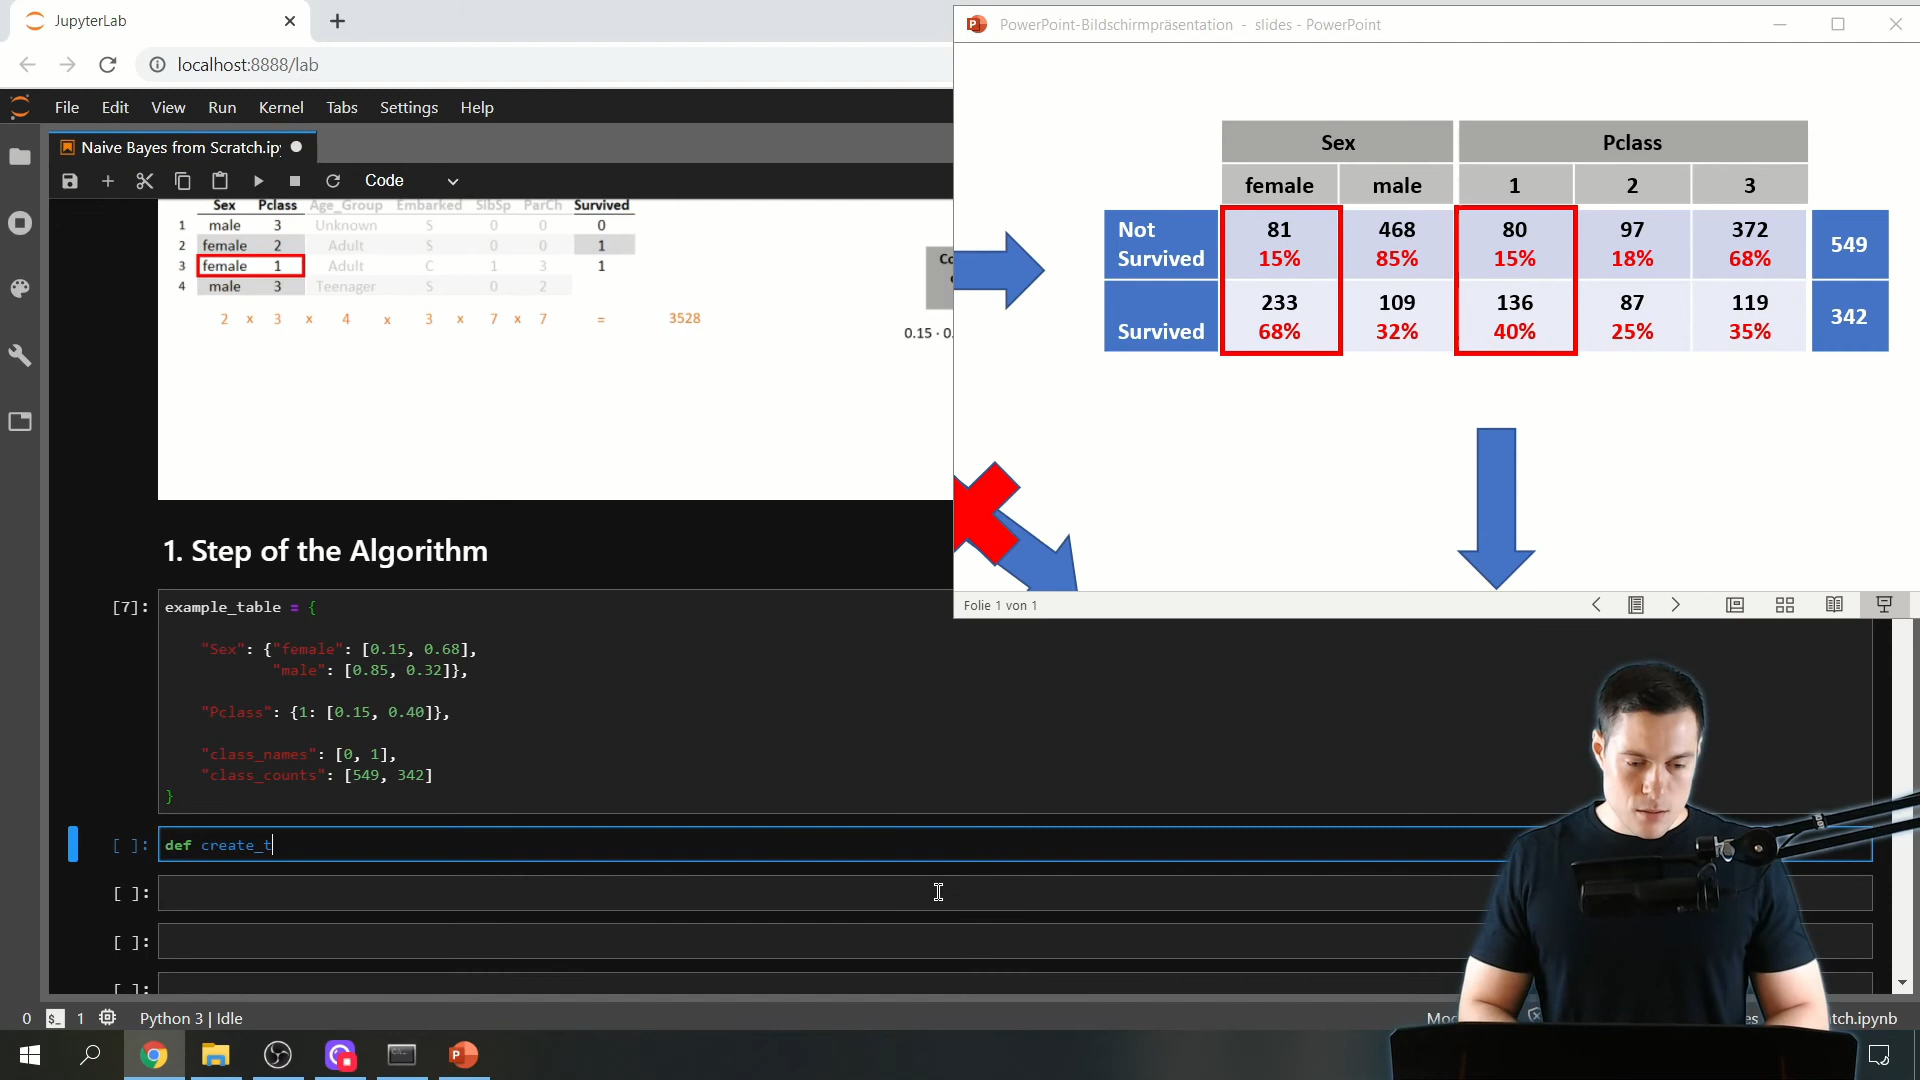 JupyterLab
PowerPoint-Bildschirmpräsentation - slides - PowerPoint
localhost:8888/lab
File Edit View Run Kernel Tabs Settings Help
Naive Bayes from Scratch.ip
Code
Sex Pclass Age_Group Embarked SibSp ParCh Survived
1 male 3 Unknown S 0 0 0
2 female 2 Adult S 0 0 1
3 female 1 Adult C 1 3 1
4 male 3 Teenager S 0 2
2 x 3 x 4 x 3 x 7 x 7 = 3528
0.15 · 0.
Sex Pclass
female male 1 2 3
Not Survived 81 468 80 97 372 549
15% 85% 15% 18% 68%
Survived 233 109 136 87 119 342
68% 32% 40% 25% 35%
Folie 1 von 1
1. Step of the Algorithm
[7]: example_table = {
"Sex": {"female": [0.15, 0.68],
"male": [0.85, 0.32]},
"Pclass": {1: [0.15, 0.40]},
"class_names": [0, 1],
"class_counts": [549, 342]
}
[ ]: def create_t
[ ]:
[ ]:
[ ]:
0 $_ 1 Python 3 | Idle
tch.ipynb